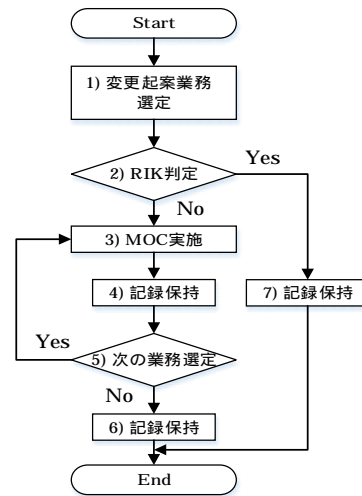 Start
1) 変更起案業務
選定
2) RIK判定
Yes
No
3) MOC実施
4) 記録保持
7) 記録保持
Yes
5) 次の業務選定
No
6) 記録保持
End